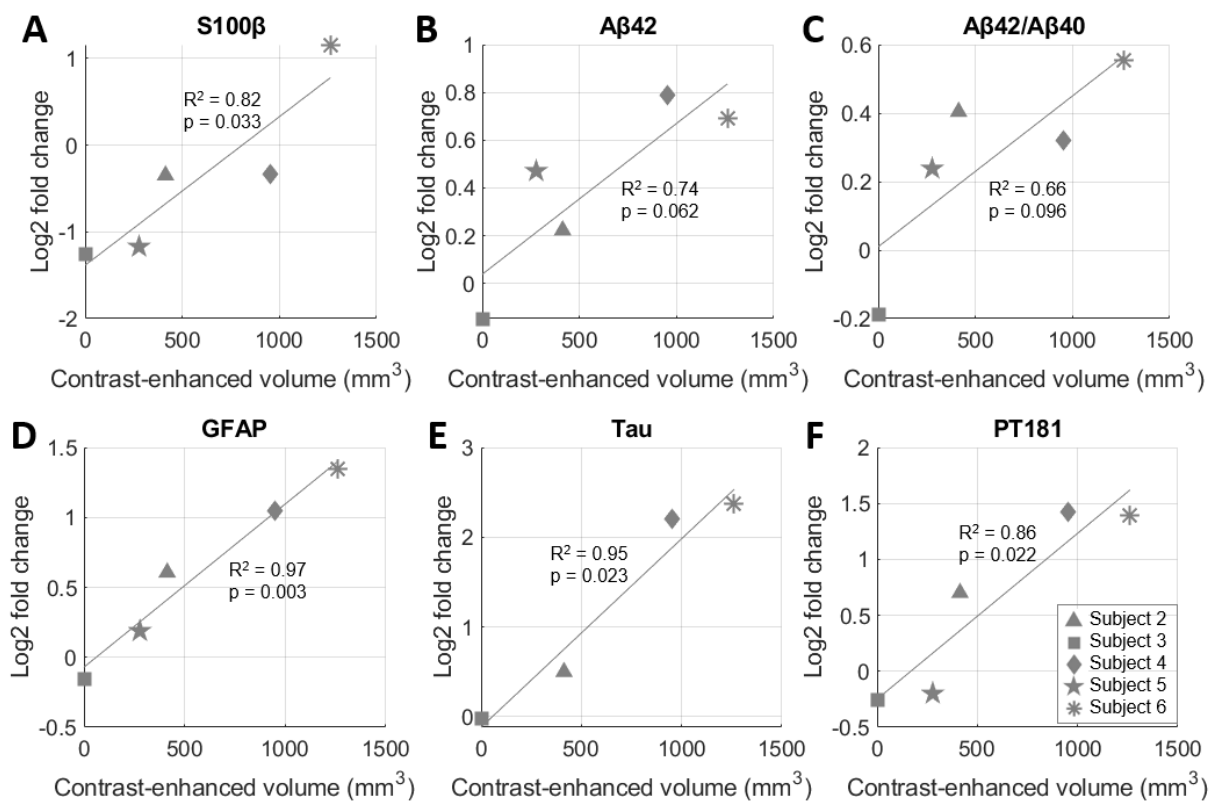 A
S100β
Log2 fold change
1
0
-1
-2
R² = 0.82
p = 0.033
0 500 1000 1500
Contrast-enhanced volume (mm³)
B
Aβ42
Log2 fold change
0.8
0.6
0.4
0.2
0
R² = 0.74
p = 0.062
0 500 1000 1500
Contrast-enhanced volume (mm³)
C
Aβ42/Aβ40
Log2 fold change
0.6
0.4
0.2
0
-0.2
R² = 0.66
p = 0.096
0 500 1000 1500
Contrast-enhanced volume (mm³)
D
GFAP
Log2 fold change
1.5
1
0.5
0
-0.5
R² = 0.97
p = 0.003
0 500 1000 1500
Contrast-enhanced volume (mm³)
E
Tau
Log2 fold change
3
2
1
0
R² = 0.95
p = 0.023
0 500 1000 1500
Contrast-enhanced volume (mm³)
F
PT181
Log2 fold change
2
1.5
1
0.5
0
-0.5
R² = 0.86
p = 0.022
Subject 2
Subject 3
Subject 4
Subject 5
Subject 6
0 500 1000 1500
Contrast-enhanced volume (mm³)